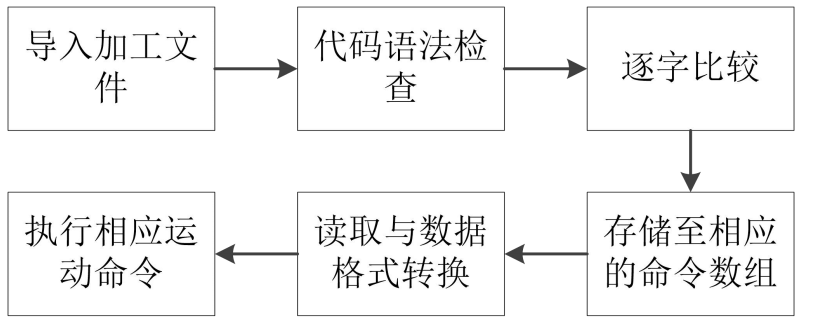 导入加工文
件
代码语法检
查
逐字比较
存储至相应
的命令数组
读取与数据
格式转换
执行相应运
动命令